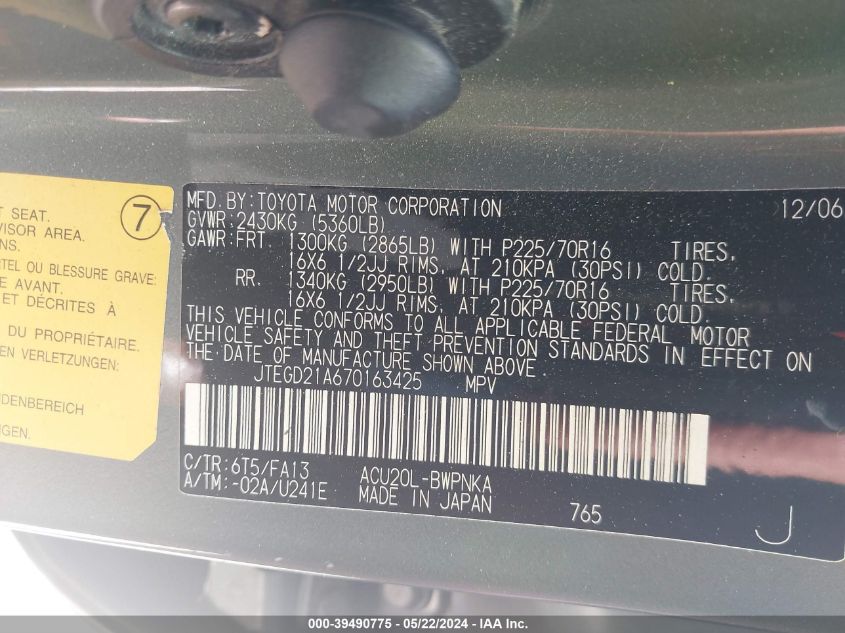 T SEAT.
VISOR AREA.
NS.
RTEL OU BLESSURE GRAVE:
E AVANT.
ET DÉCRITES À
DU PROPRIÉTAIRE.
EN VERLETZUNGEN:
UDENBEREICH
NGEN.
7
MFD. BY: TOYOTA MOTOR CORPORATION 12/06
GVWR: 2430KG (5360LB)
GAWR: FRT 1300KG (2865LB) WITH P225/70R16 TIRES,
16X6 1/2JJ RIMS, AT 210KPA (30PSI) COLD.
RR. 1340KG (2950LB) WITH P225/70R16 TIRES,
16X6 1/2JJ RIMS, AT 210KPA (30PSI) COLD.
THIS VEHICLE CONFORMS TO ALL APPLICABLE FEDERAL MOTOR
VEHICLE SAFETY AND THEFT PREVENTION STANDARDS IN EFFECT ON
THE DATE OF MANUFACTURE SHOWN ABOVE.
JTEGD21A670163425 MPV
C/TR: 6T5/FA13 ACU20L-BWPNKA
A/TM: -02A/U241E MADE IN JAPAN 765 J
000-39490775 - 05/22/2024 - IAA Inc.